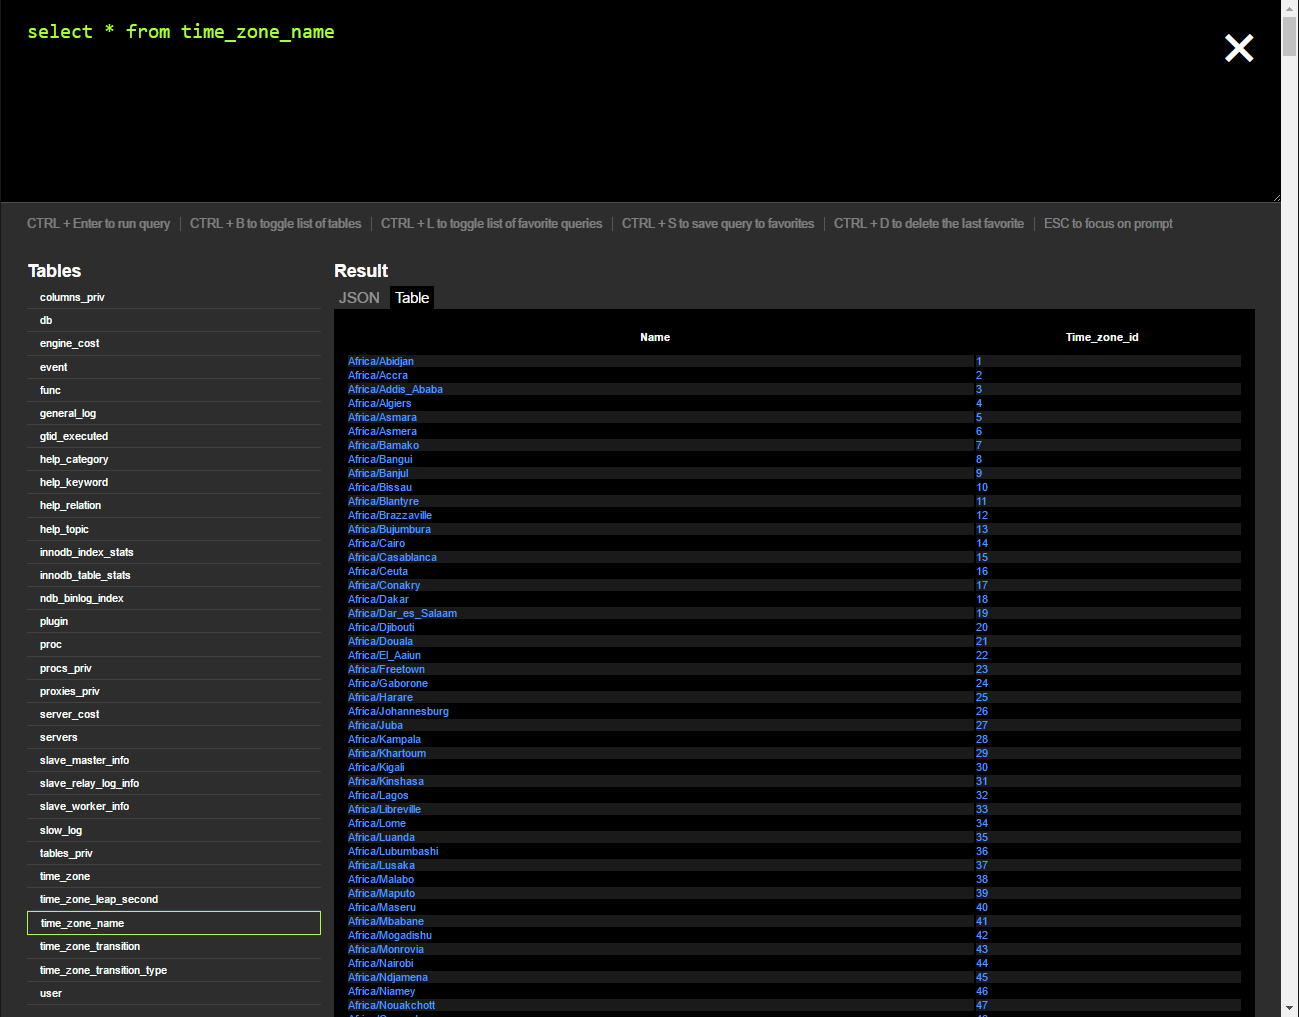 select * from time_zone_name
CTRL + Enter to run query
CTRL + B to toggle list of tables
CTRL + L to toggle list of favorite queries
CTRL + S to save query to favorites
CTRL + D to delete the last favorite
ESC to focus on prompt
Tables
columns_priv
db
engine_cost
event
func
general_log
gtid_executed
help_category
help_keyword
help_relation
help_topic
innodb_index_stats
innodb_table_stats
ndb_binlog_index
plugin
proc
procs_priv
proxies_priv
server_cost
servers
slave_master_info
slave_relay_log_info
slave_worker_info
slow_log
tables_priv
time_zone
time_zone_leap_second
time_zone_name
time_zone_transition
time_zone_transition_type
user
Result
JSON Table
Name Time_zone_id
Africa/Abidjan 1
Africa/Accra 2
Africa/Addis_Ababa 3
Africa/Algiers 4
Africa/Asmara 5
Africa/Asmera 6
Africa/Bamako 7
Africa/Bangui 8
Africa/Banjul 9
Africa/Bissau 10
Africa/Blantyre 11
Africa/Brazzaville 12
Africa/Bujumbura 13
Africa/Cairo 14
Africa/Casablanca 15
Africa/Ceuta 16
Africa/Conakry 17
Africa/Dakar 18
Africa/Dar_es_Salaam 19
Africa/Djibouti 20
Africa/Douala 21
Africa/El_Aaiun 22
Africa/Freetown 23
Africa/Gaborone 24
Africa/Harare 25
Africa/Johannesburg 26
Africa/Juba 27
Africa/Kampala 28
Africa/Khartoum 29
Africa/Kigali 30
Africa/Kinshasa 31
Africa/Lagos 32
Africa/Libreville 33
Africa/Lome 34
Africa/Luanda 35
Africa/Lubumbashi 36
Africa/Lusaka 37
Africa/Malabo 38
Africa/Maputo 39
Africa/Maseru 40
Africa/Mbabane 41
Africa/Mogadishu 42
Africa/Monrovia 43
Africa/Nairobi 44
Africa/Ndjamena 45
Africa/Niamey 46
Africa/Nouakchott 47